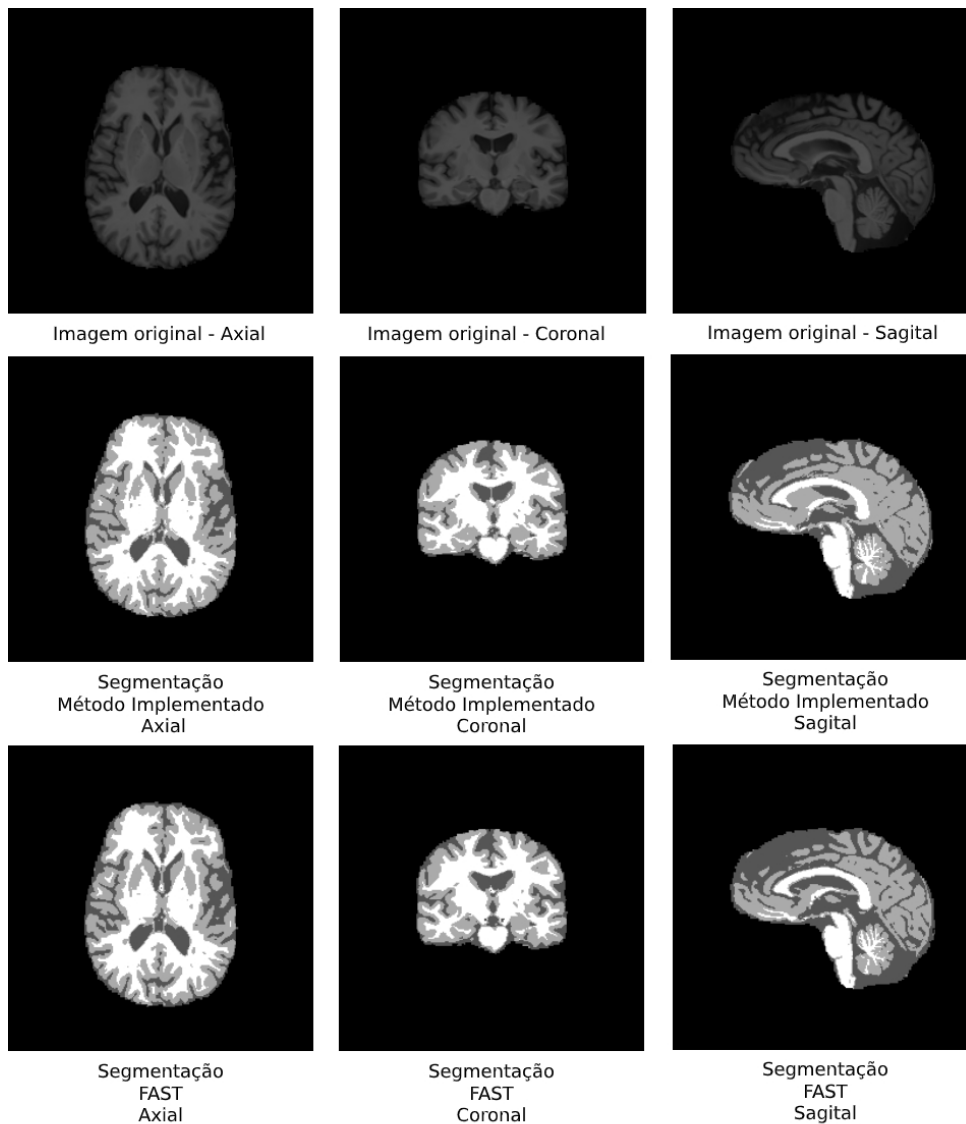 Imagem original - Axial
Imagem original - Coronal
Imagem original - Sagital
Segmentação
Método Implementado
Axial
Segmentação
Método Implementado
Coronal
Segmentação
Método Implementado
Sagital
Segmentação
FAST
Axial
Segmentação
FAST
Coronal
Segmentação
FAST
Sagital